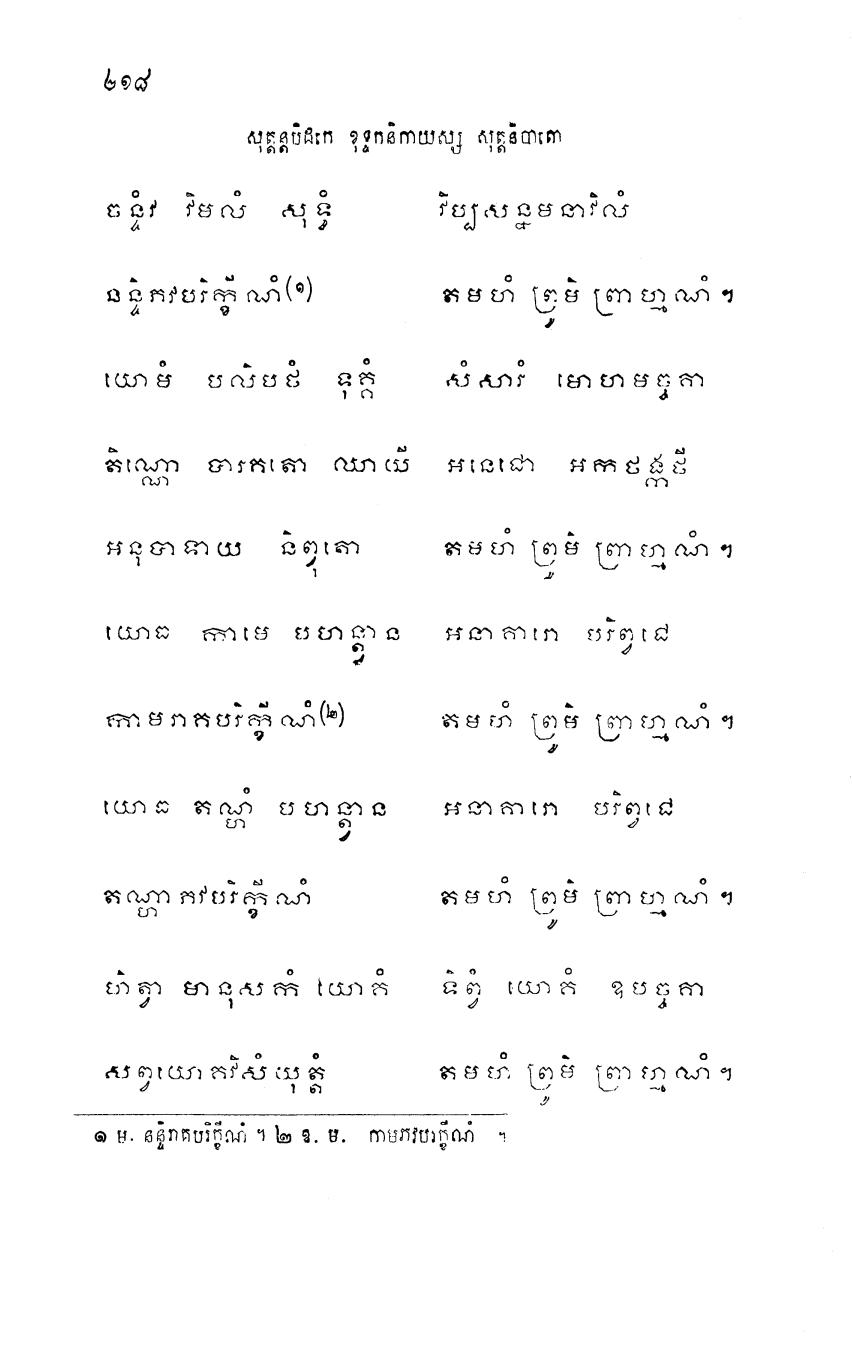 ២១៨
សុត្តន្តបិដកេ ខុទ្ទកនិកាយស្ស សុត្តនិបាតោ
ចន្ទំវ វិមលំ សុទ្ធំ វិប្បសន្នមនាវិលំ
នន្ទិភវបរិក្ខីណំ(១) តមហំ ព្រូមិ ព្រាហ្មណំ ។
យោមំ បលិបថំ ទុគ្គំ សំសារំ មោហមច្ចគា
តិណ្ណោ បារគតោ ឈាយី អនេជោ អកថង្កថី
អនុបាទាយ និព្វុតោ តមហំ ព្រូមិ ព្រាហ្មណំ ។
យោធ កាមេ បហន្ត្វាន អនាគារោ បរិព្វជេ
កាមរាគបរិក្ខីណំ(២) តមហំ ព្រូមិ ព្រាហ្មណំ ។
យោធ តណ្ហំ បហន្ត្វាន អនាគារោ បរិព្វជេ
តណ្ហាភវបរិក្ខីណំ តមហំ ព្រូមិ ព្រាហ្មណំ ។
ហិត្វា មានុសកំ យោគំ ទិព្វំ យោគំ ឧបច្ចគា
សព្វយោគវិសំយុត្តំ តមហំ ព្រូមិ ព្រាហ្មណំ ។
១ ម. នន្ទិរាគបរិក្ខីណំ ។ ២ ឱ. ម. កាមភវបរិក្ខីណំ ។